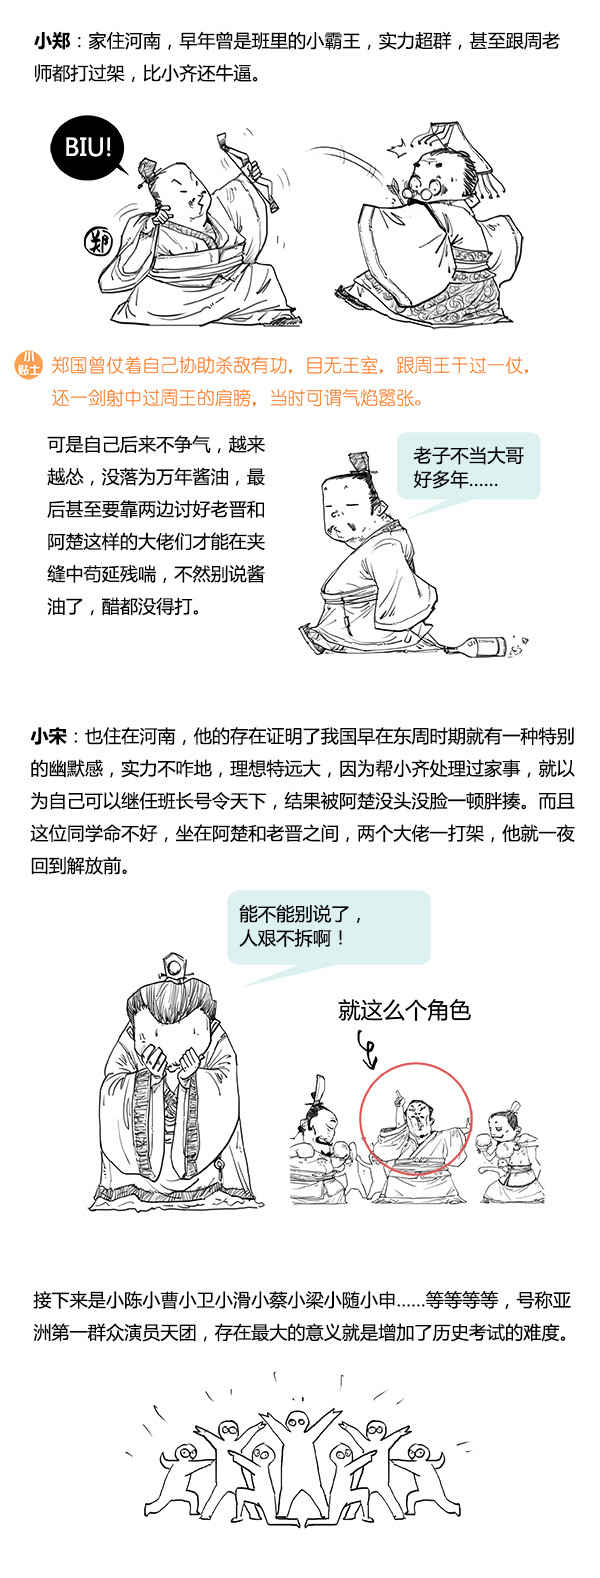 小郑：家住河南，早年曾是班里的小霸王，实力超群，甚至跟周老
师都打过架，比小齐还牛逼。
BIU!
郑
小
贴士
郑国曾仗着自己协助杀敌有功，目无王室，跟周王干过一仗，
还一剑射中过周王的肩膀，当时可谓气焰嚣张。
可是自己后来不争气，越来
越怂，没落为万年酱油，最
后甚至要靠两边讨好老晋和
阿楚这样的大佬们才能在夹
缝中苟延残喘，不然别说酱
油了，醋都没得打。
老子不当大哥
好多年......
小宋：也住在河南，他的存在证明了我国早在东周时期就有一种特别
的幽默感，实力不咋地，理想特远大，因为帮小齐处理过家事，就以
为自己可以继任班长号令天下，结果被阿楚没头没脸一顿胖揍。而且
这位同学命不好，坐在阿楚和老晋之间，两个大佬一打架，他就一夜
回到解放前。
能不能别说了，
人艰不拆啊！
就这么个角色
接下来是小陈小曹小卫小滑小蔡小梁小随小申......等等等等，号称亚
洲第一群众演员天团，存在最大的意义就是增加了历史考试的难度。